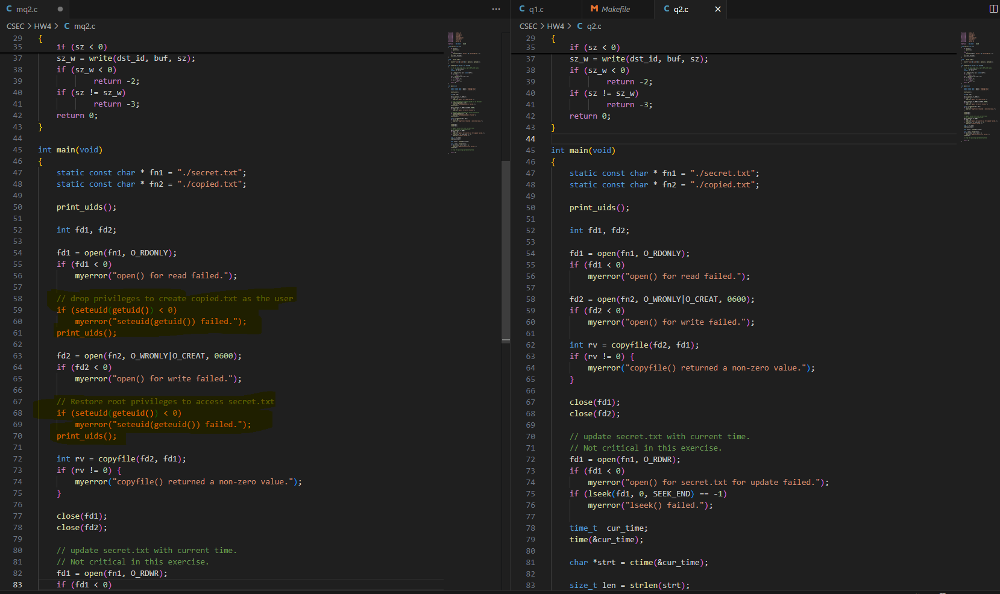 mq2.c
CSEC > HW4 > C mq2.c
29 {
35 if (sz < 0)
37 sz_w = write(dst_id, buf, sz);
38 if (sz_w < 0)
39 return -2;
40 if (sz != sz_w)
41 return -3;
42 return 0;
43 }
44
45 int main(void)
46 {
47 static const char * fn1 = "./secret.txt";
48 static const char * fn2 = "./copied.txt";
49
50 print_uids();
51
52 int fd1, fd2;
53
54 fd1 = open(fn1, O_RDONLY);
55 if (fd1 < 0)
56 myerror("open() for read failed.");
57
58 // drop privileges to create copied.txt as the user
59 if (seteuid(getuid()) < 0)
60 myerror("seteuid(getuid()) failed.");
61 print_uids();
62
63 fd2 = open(fn2, O_WRONLY|O_CREAT, 0600);
64 if (fd2 < 0)
65 myerror("open() for write failed.");
66
67 // Restore root privileges to access secret.txt
68 if (seteuid(geteuid()) < 0)
69 myerror("seteuid(geteuid()) failed.");
70 print_uids();
71
72 int rv = copyfile(fd2, fd1);
73 if (rv != 0) {
74 myerror("copyfile() returned a non-zero value.");
75 }
76
77 close(fd1);
78 close(fd2);
79
80 // update secret.txt with current time.
81 // Not critical in this exercise.
82 fd1 = open(fn1, O_RDWR);
83 if (fd1 < 0)
C q1.c M Makefile C q2.c
CSEC > HW4 > C q2.c
29 {
35 if (sz < 0)
37 sz_w = write(dst_id, buf, sz);
38 if (sz_w < 0)
39 return -2;
40 if (sz != sz_w)
41 return -3;
42 return 0;
43 }
44
45 int main(void)
46 {
47 static const char * fn1 = "./secret.txt";
48 static const char * fn2 = "./copied.txt";
49
50 print_uids();
51
52 int fd1, fd2;
53
54 fd1 = open(fn1, O_RDONLY);
55 if (fd1 < 0)
56 myerror("open() for read failed.");
57
58 fd2 = open(fn2, O_WRONLY|O_CREAT, 0600);
59 if (fd2 < 0)
60 myerror("open() for write failed.");
61
62 int rv = copyfile(fd2, fd1);
63 if (rv != 0) {
64 myerror("copyfile() returned a non-zero value.");
65 }
66
67 close(fd1);
68 close(fd2);
69
70 // update secret.txt with current time.
71 // Not critical in this exercise.
72 fd1 = open(fn1, O_RDWR);
73 if (fd1 < 0)
74 myerror("open() for secret.txt for update failed.");
75 if (lseek(fd1, 0, SEEK_END) == -1)
76 myerror("lseek() failed.");
77
78 time_t cur_time;
79 time(&cur_time);
80
81 char *strt = ctime(&cur_time);
82
83 size_t len = strlen(strt);